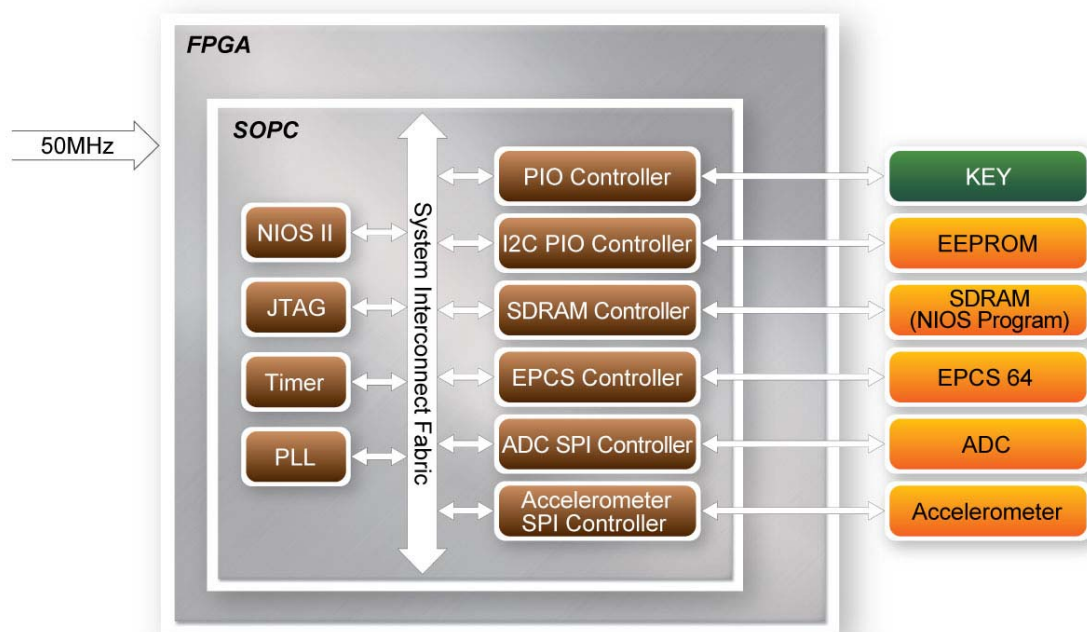 FPGA
SOPC
50MHz
NIOS II
JTAG
Timer
PLL
System Interconnect Fabric
PIO Controller
I2C PIO Controller
SDRAM Controller
EPCS Controller
ADC SPI Controller
Accelerometer
SPI Controller
KEY
EEPROM
SDRAM
(NIOS Program)
EPCS 64
ADC
Accelerometer